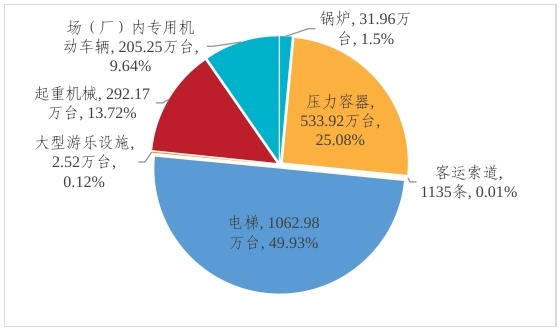 锅炉, 31.96万
台, 1.5%
场（厂）内专用机
动车辆, 205.25万台,
9.64%
起重机械, 292.17
万台, 13.72%
压力容器,
533.92万台,
25.08%
大型游乐设施,
2.52万台,
0.12%
客运索道,
1135条, 0.01%
电梯, 1062.98
万台, 49.93%